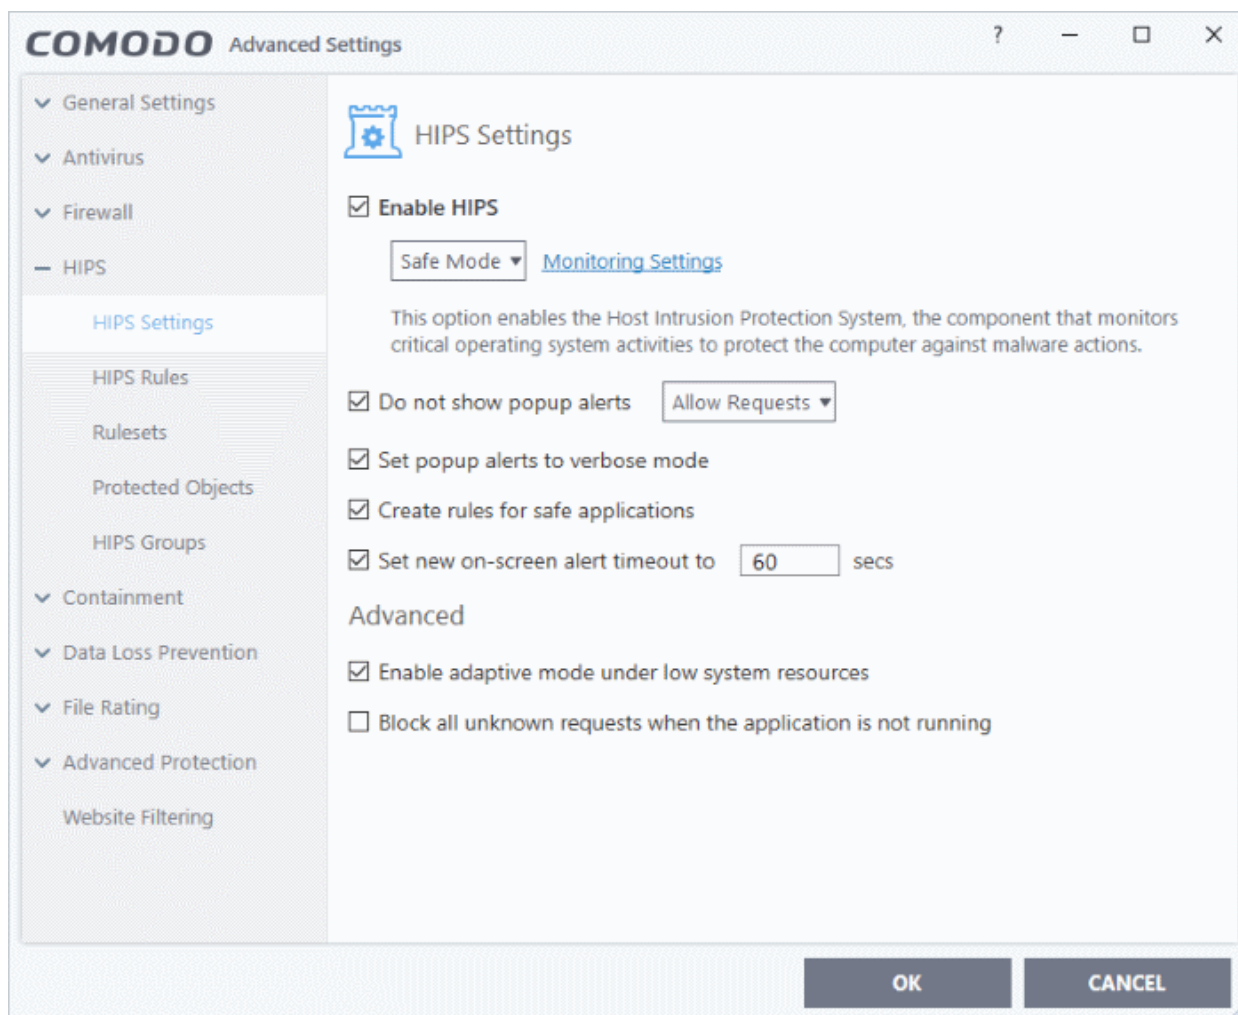 COMODO Advanced Settings ?
General Settings
Antivirus
Firewall
HIPS
HIPS Settings
HIPS Rules
Rulesets
Protected Objects
HIPS Groups
Containment
Data Loss Prevention
File Rating
Advanced Protection
Website Filtering
HIPS Settings
Enable HIPS
Safe Mode Monitoring Settings
This option enables the Host Intrusion Protection System, the component that monitors
critical operating system activities to protect the computer against malware actions.
Do not show popup alerts Allow Requests
Set popup alerts to verbose mode
Create rules for safe applications
Set new on-screen alert timeout to 60 secs
Advanced
Enable adaptive mode under low system resources
Block all unknown requests when the application is not running
OK CANCEL